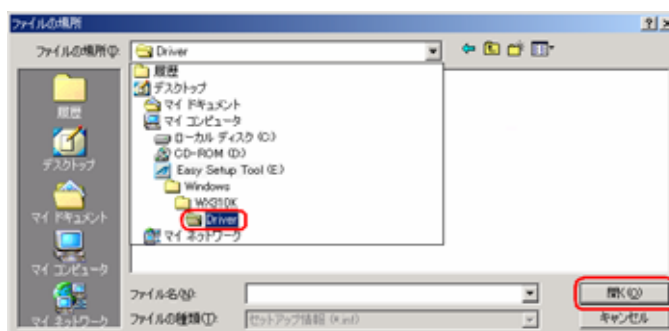 ファイルの場所
ファイルの場所(I):
Driver
履歴
デスクトップ
マイ ドキュメント
マイ コンピュータ
ローカル ディスク (C:)
CD-ROM (D:)
Easy Setup Tool (E:)
Windows
WX310K
Driver
マイ ネットワーク
履歴
デスクトップ
マイ ドキュメント
マイ コンピュータ
マイ ネットワーク
ファイル名(N):
開く(O)
ファイルの種類(T):
セットアップ情報 (*.inf)
キャンセル